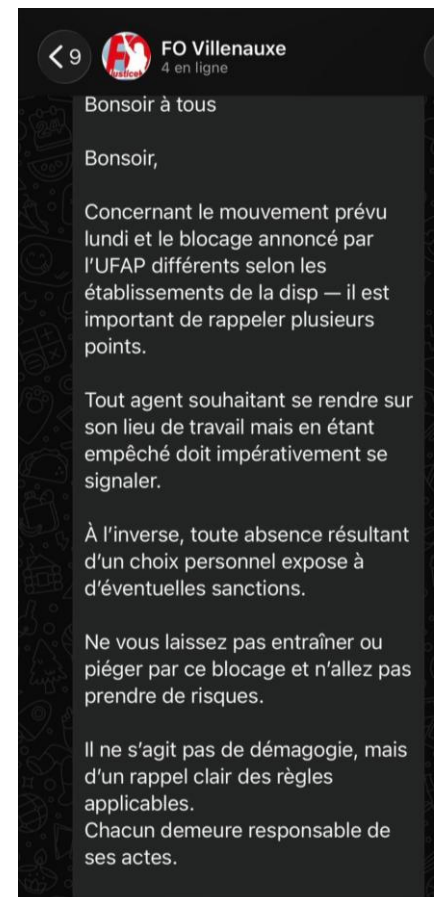 9
FO Villenauxe
4 en ligne
Justice
Bonsoir à tous
Bonsoir,
Concernant le mouvement prévu
lundi et le blocage annoncé par
l'UFAP différents selon les
établissements de la disp — il est
important de rappeler plusieurs
points.
Tout agent souhaitant se rendre sur
son lieu de travail mais en étant
empêché doit impérativement se
signaler.
À l'inverse, toute absence résultant
d'un choix personnel expose à
d'éventuelles sanctions.
Ne vous laissez pas entraîner ou
piéger par ce blocage et n'allez pas
prendre de risques.
Il ne s'agit pas de démagogie, mais
d'un rappel clair des règles
applicables.
Chacun demeure responsable de
ses actes.